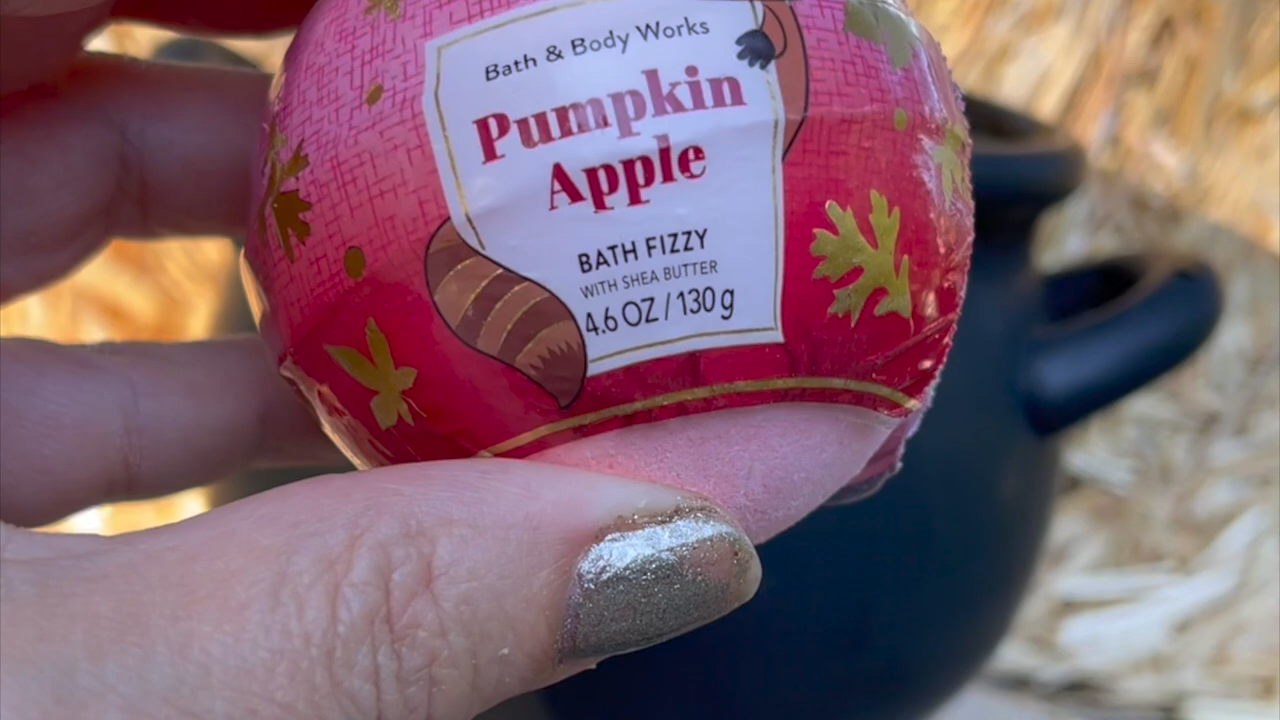 Bath & Body Works
Pumpkin
Apple
BATH FIZZY
WITH SHEA BUTTER
4.6 OZ / 130 g